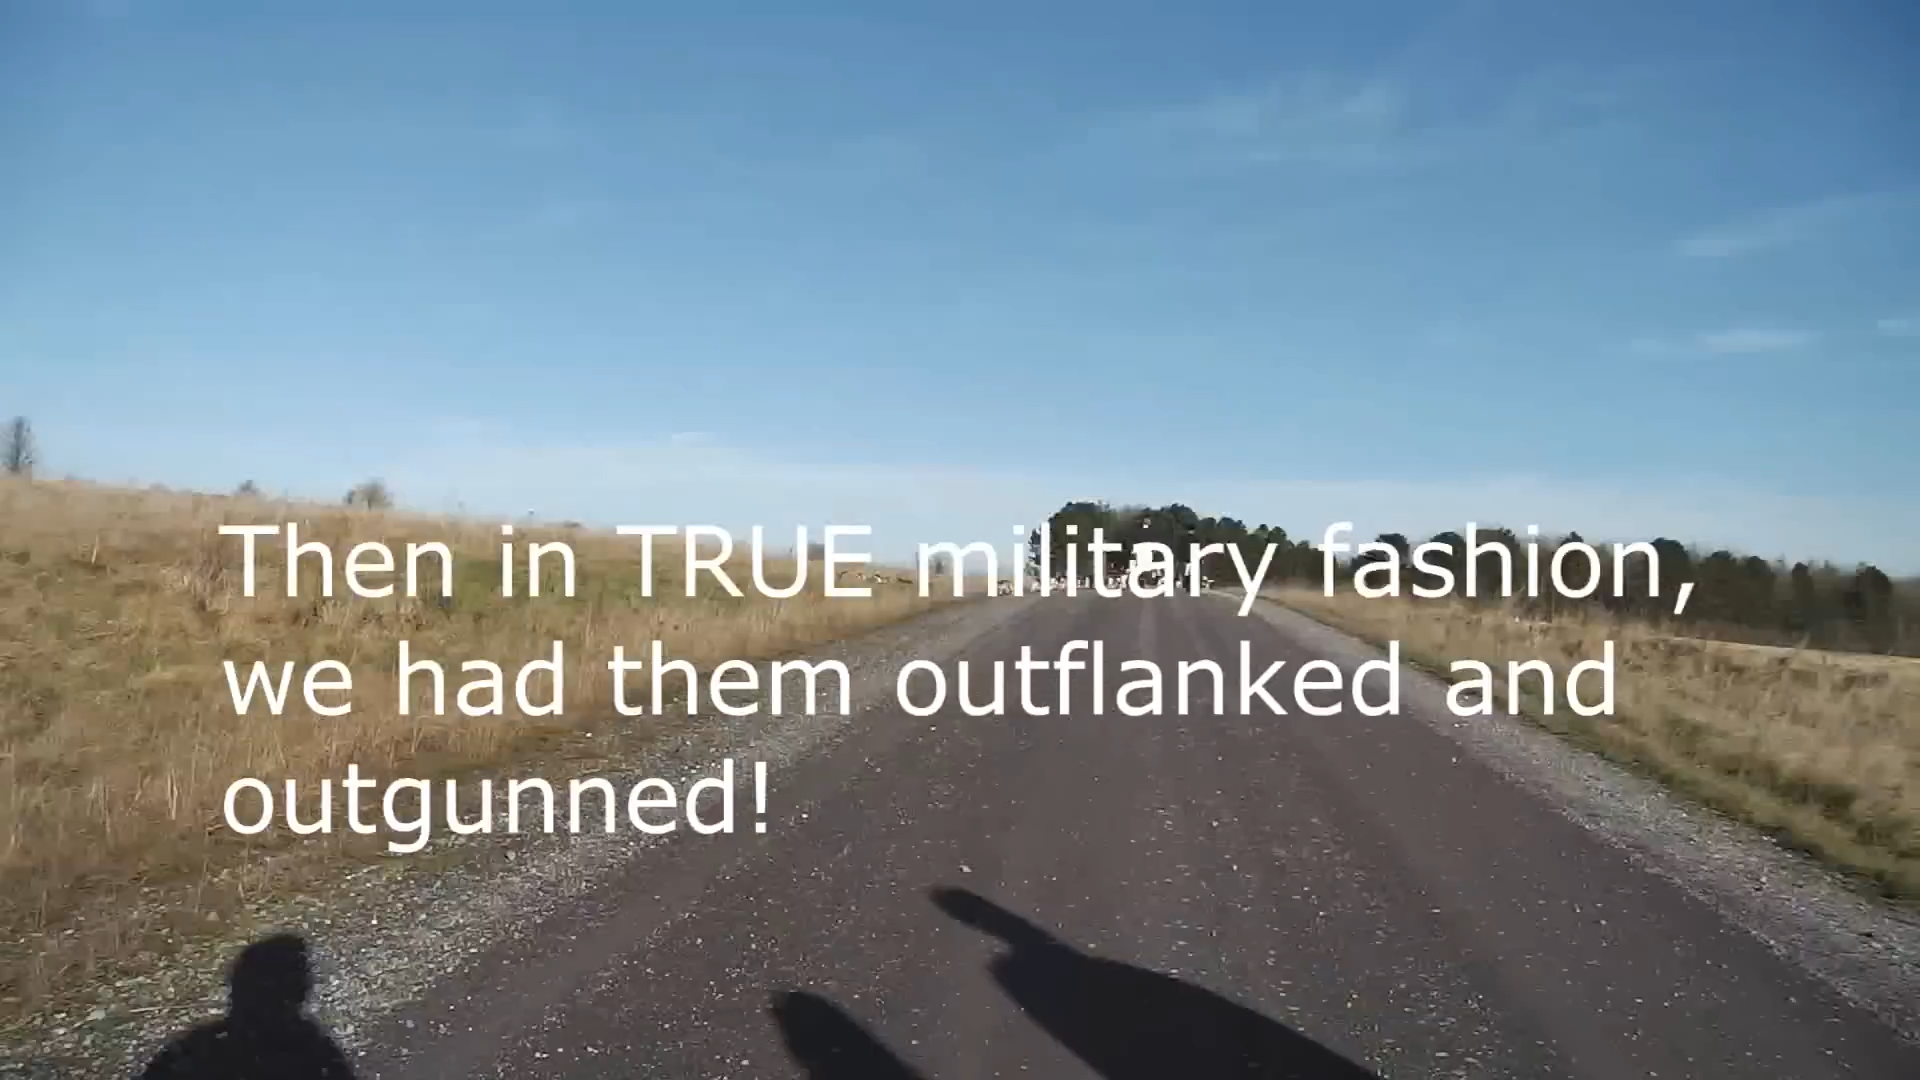 Then in TRUE military fashion,
we had them outflanked and
outgunned!